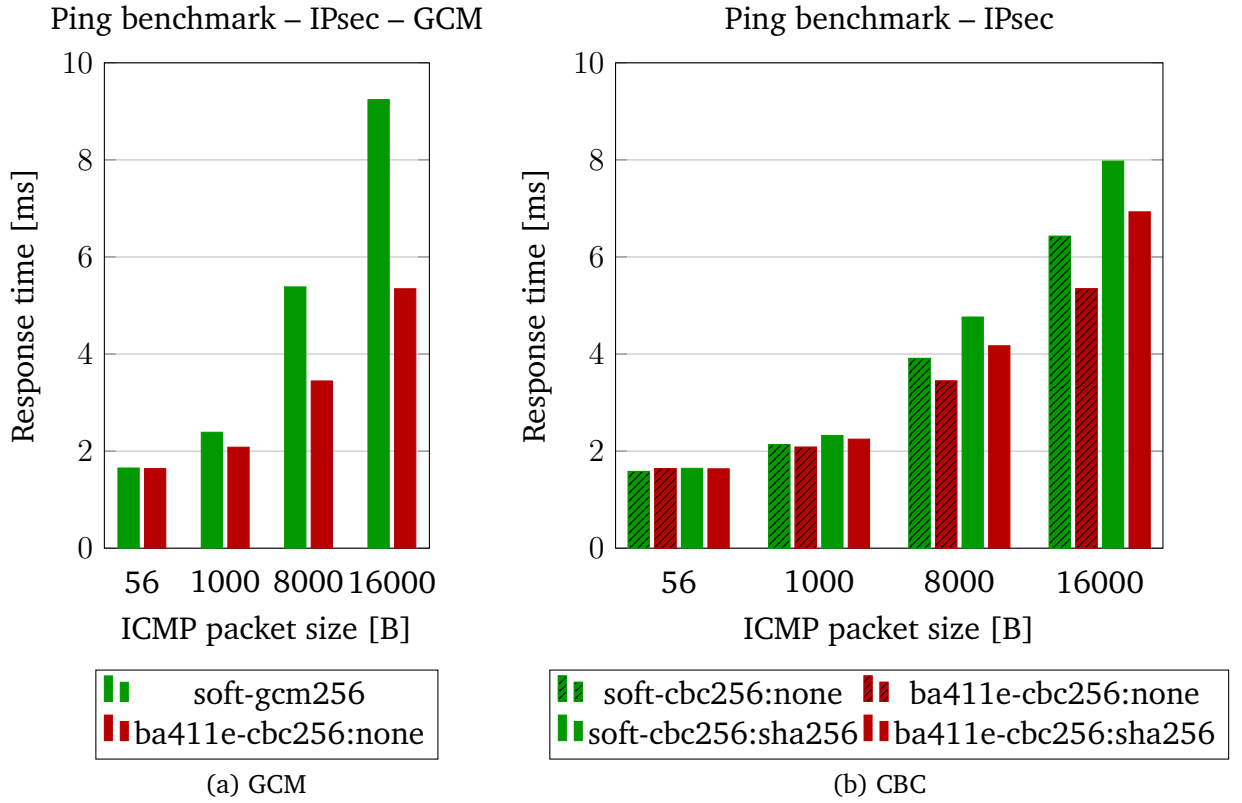 Ping benchmark – IPsec – GCM
10
8
6
4
2
0
Response time [ms]
56 1000 8000 16000
ICMP packet size [B]
soft-gcm256
ba411e-cbc256:none
(a) GCM
Ping benchmark – IPsec
10
8
6
4
2
0
Response time [ms]
56 1000 8000 16000
ICMP packet size [B]
soft-cbc256:none ba411e-cbc256:none
soft-cbc256:sha256 ba411e-cbc256:sha256
(b) CBC